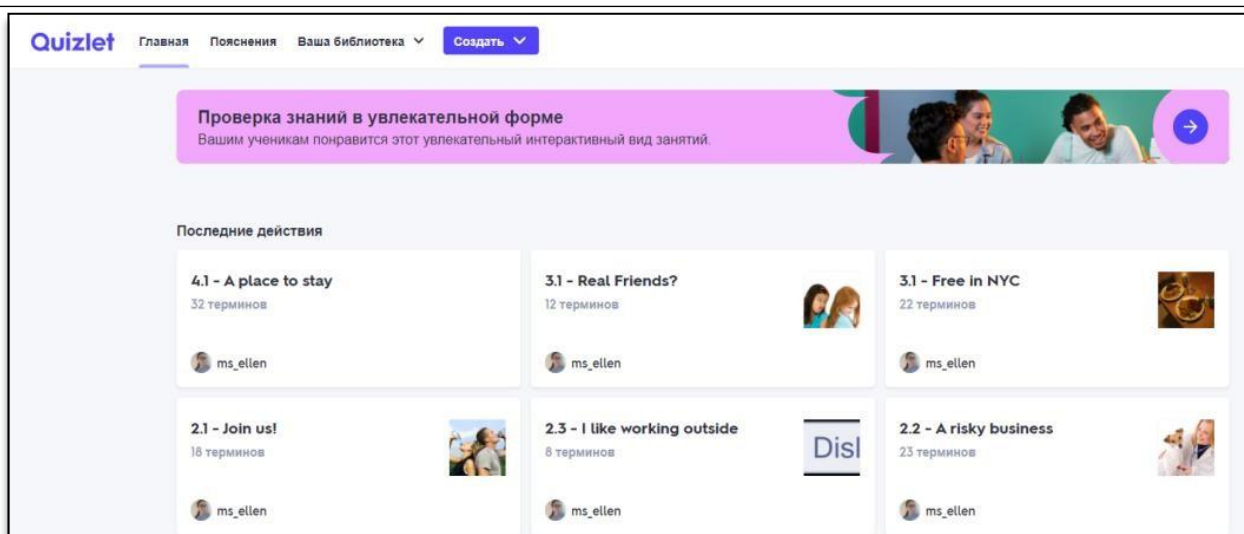 Quizlet Главная Пояснения Ваша библиотека Создать
Проверка знаний в увлекательной форме
Вашим ученикам понравится этот увлекательный интерактивный вид занятий.
Последние действия
4.1 - A place to stay
32 терминов
ms_ellen
3.1 - Real Friends?
12 терминов
ms_ellen
3.1 - Free in NYC
22 терминов
ms_ellen
2.1 - Join us!
18 терминов
ms_ellen
2.3 - I like working outside
8 терминов
Disl
ms_ellen
2.2 - A risky business
23 терминов
ms_ellen